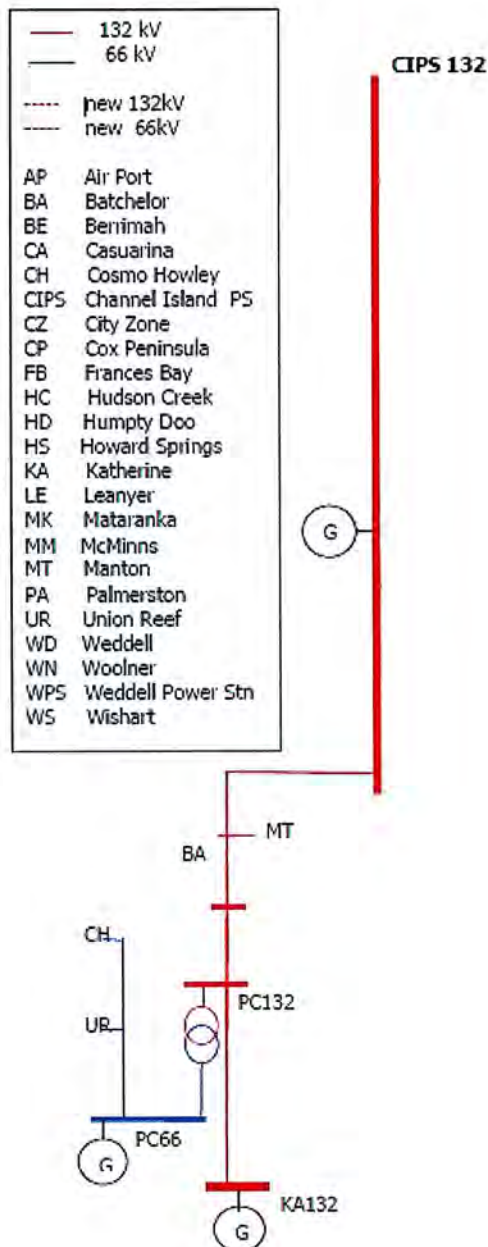 132 kV
66 kV
new 132kV
new 66kV
AP Air Port
BA Batchelor
BE Berrimah
CA Casuarina
CH Cosmo Howley
CIPS Channel Island PS
CZ City Zone
CP Cox Peninsula
FB Frances Bay
HC Hudson Creek
HD Humpty Doo
HS Howard Springs
KA Katherine
LE Leanyer
MK Mataranka
MM McMinns
MT Manton
PA Palmerston
UR Union Reef
WD Weddell
WN Woolner
WPS Weddell Power Stn
WS Wishart
CIPS 132
G
MT
BA
CH
PC132
UR
PC66
G
KA132
G